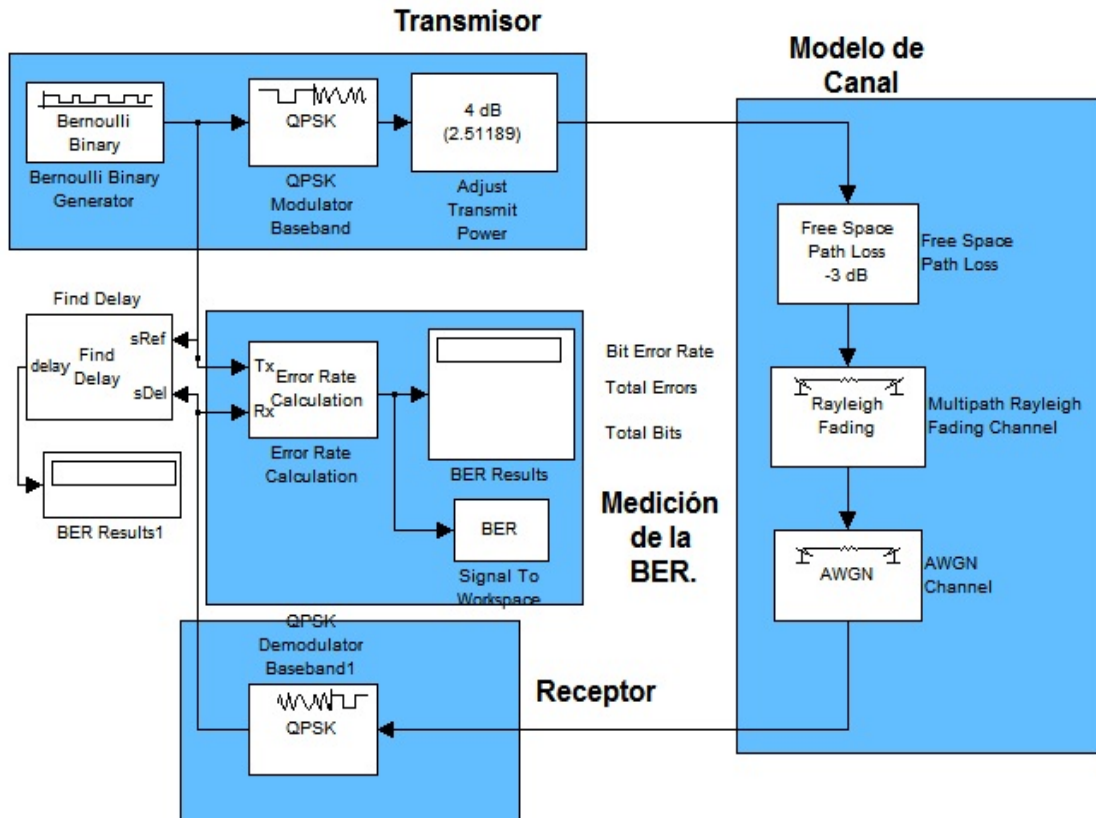 Transmisor
Bernoulli
Binary
Bernoulli Binary
Generator
QPSK
QPSK
Modulator
Baseband
4 dB
(2.51189)
Adjust
Transmit
Power
Modelo de
Canal
Free Space
Path Loss
-3 dB
Free Space
Path Loss
Rayleigh
Fading
Multipath Rayleigh
Fading Channel
AWGN
AWGN
Channel
Find Delay
sRef
delay
Find
Delay
sDel
BER Results1
Tx
Error Rate
Calculation
Rx
Error Rate
Calculation
BER Results
Bit Error Rate
Total Errors
Total Bits
BER
Signal To
Workspace
Medición
de la
BER.
QPSK
Demodulator
Baseband1
QPSK
Receptor